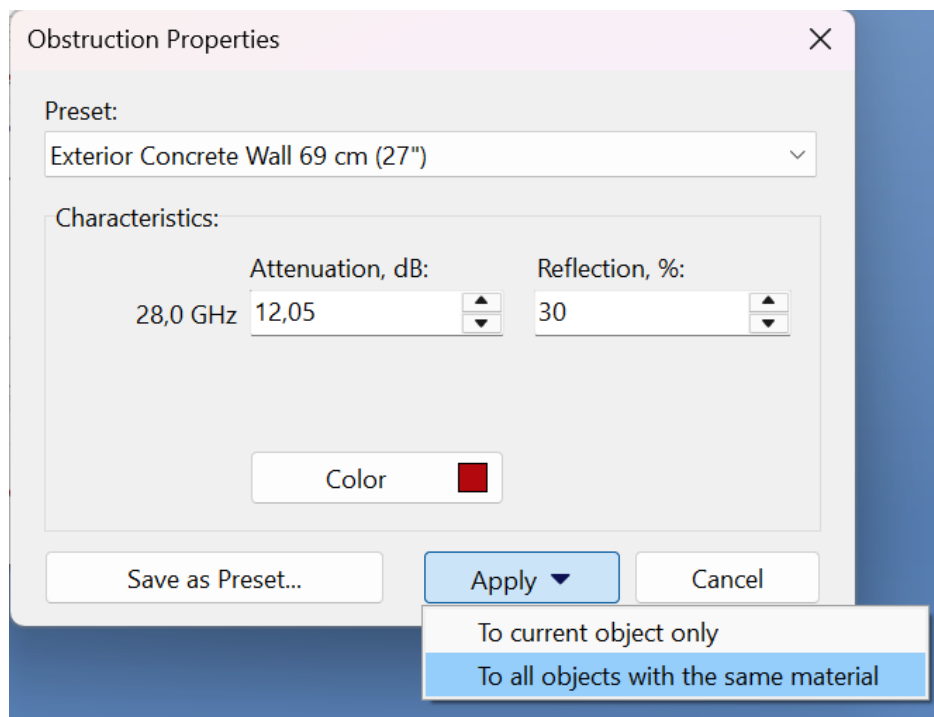 Obstruction Properties
Preset:
Exterior Concrete Wall 69 cm (27")
Characteristics:
Attenuation, dB: Reflection, %:
28,0 GHz 12,05 30
Color
Save as Preset... Apply Cancel
To current object only
To all objects with the same material